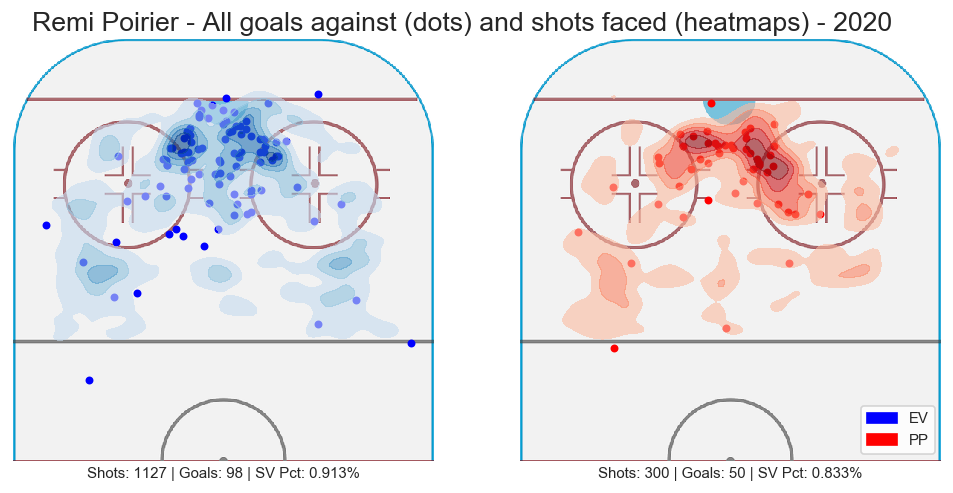 Remi Poirier - All goals against (dots) and shots faced (heatmaps) - 2020
EV
PP
Shots: 1127 | Goals: 98 | SV Pct: 0.913%
Shots: 300 | Goals: 50 | SV Pct: 0.833%